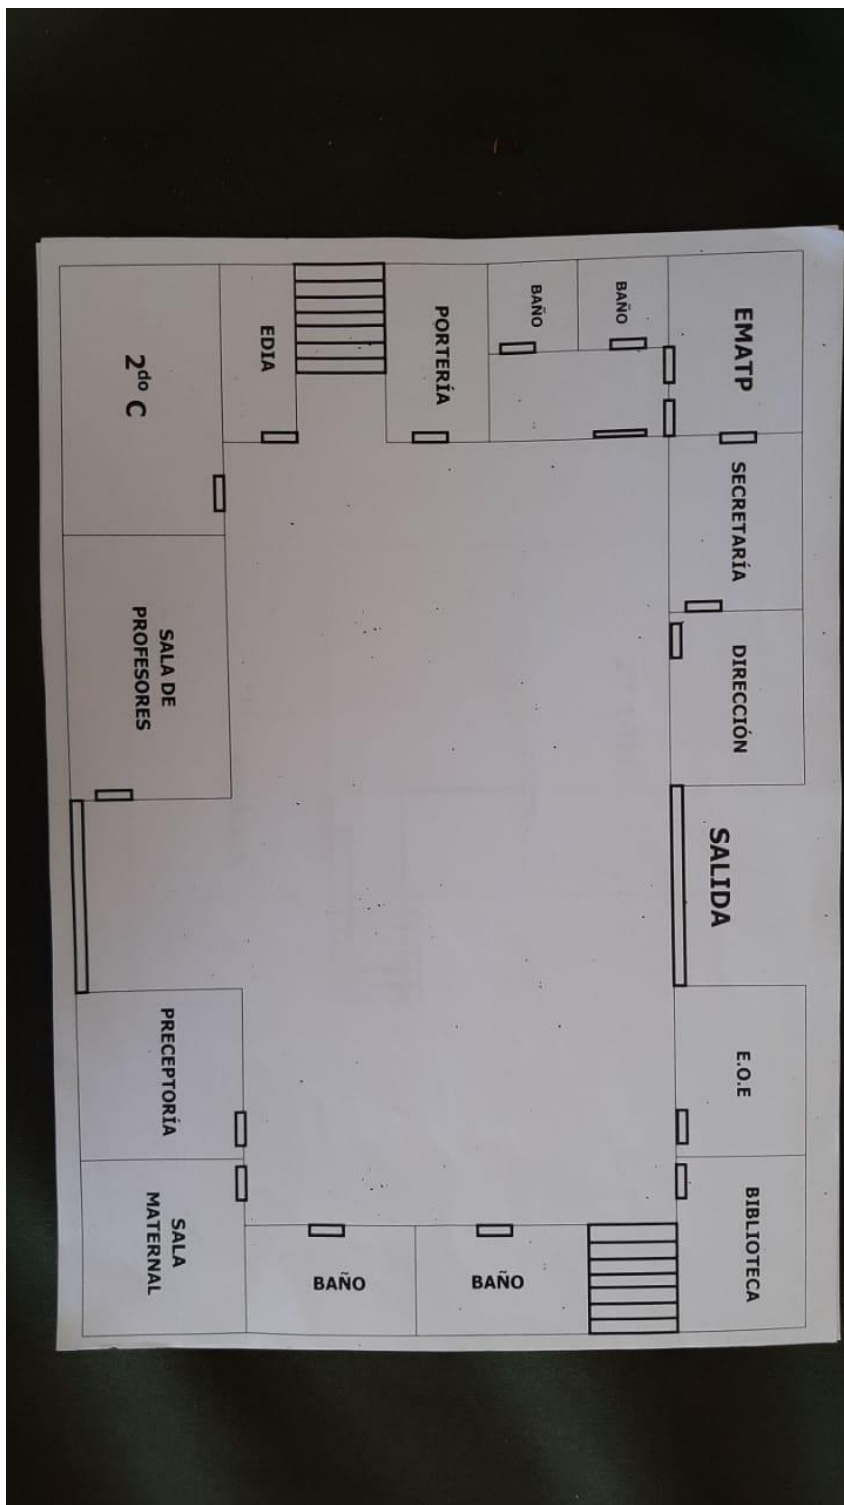 EMATP
SECRETARÍA
DIRECCIÓN
SALIDA
E.O.E
BIBLIOTECA
BAÑO
BAÑO
BAÑO
PORTERÍA
BAÑO
EDIA
2do C
SALA DE
PROFESORES
PRECEPTORÍA
SALA
MATERNAL